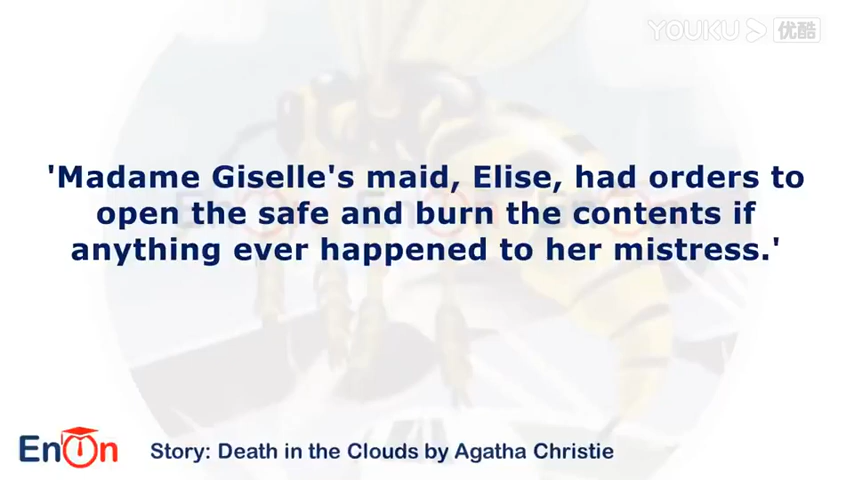 YOUKU 优酷
'Madame Giselle's maid, Elise, had orders to
open the safe and burn the contents if
anything ever happened to her mistress.'
EnOn
Story: Death in the Clouds by Agatha Christie